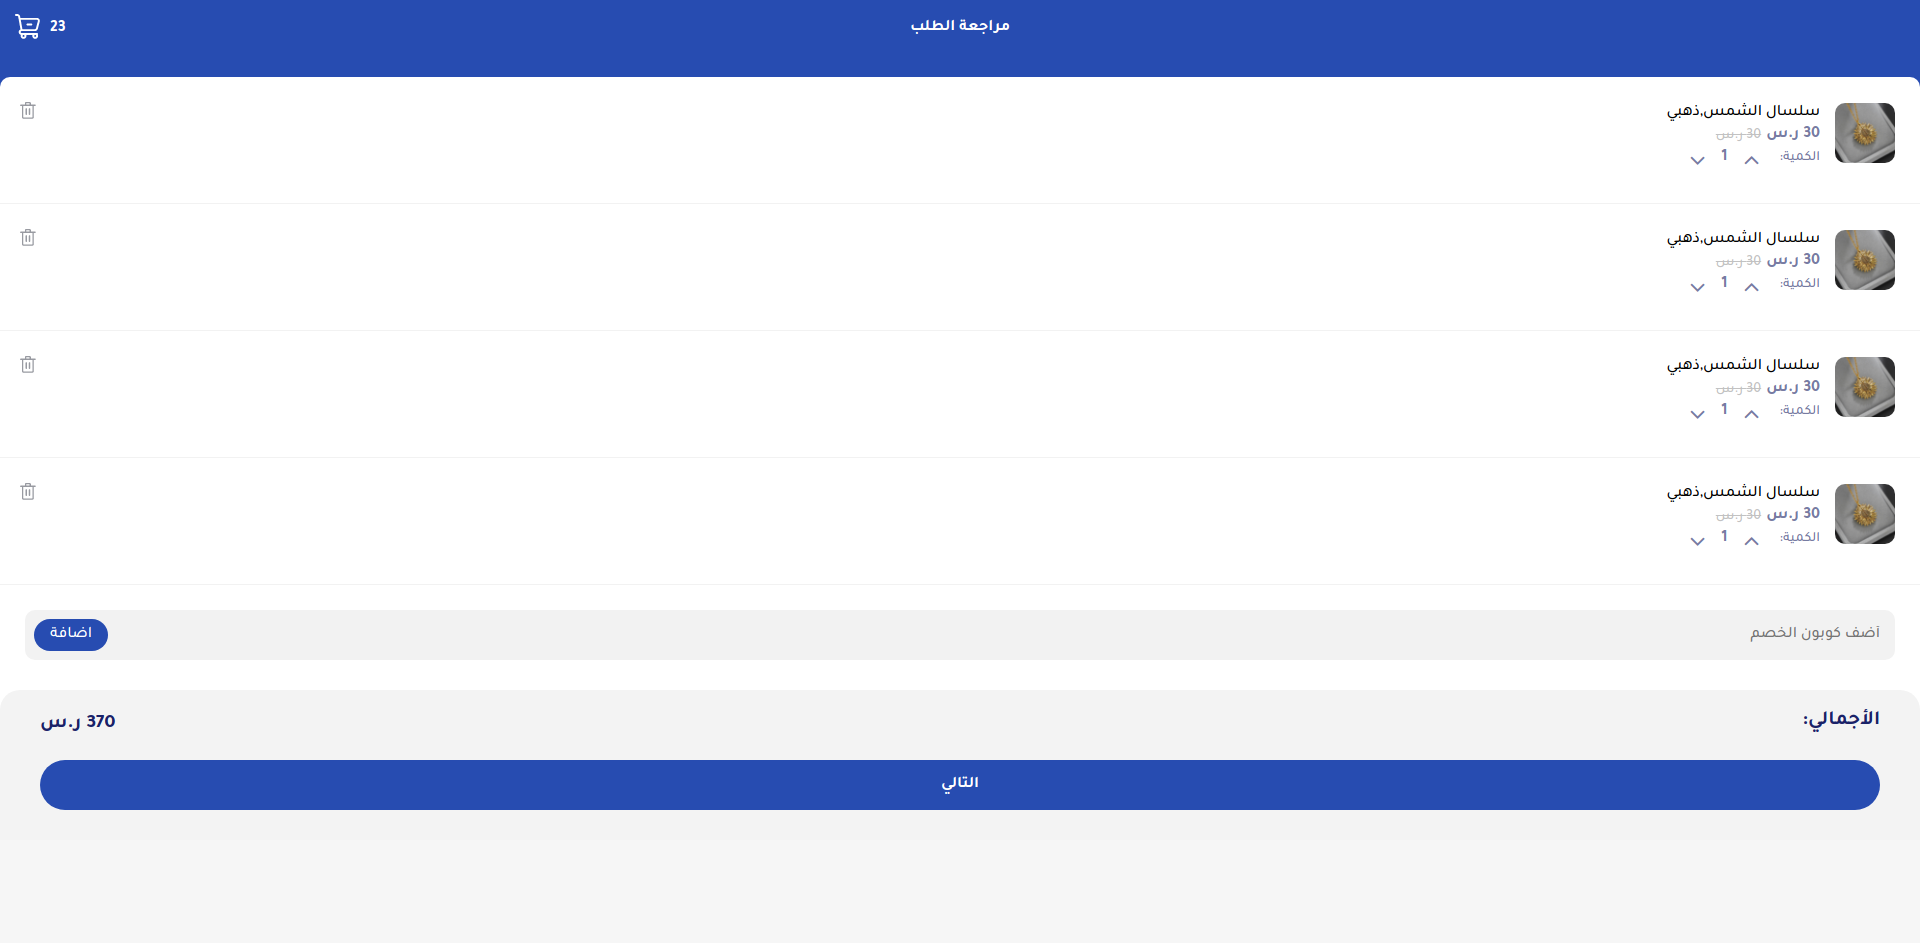 مراجعة الطلب
23
سلسال الشمس,ذهبي
30 ر.س 30 ر.س
الكمية: 1
سلسال الشمس,ذهبي
30 ر.س 30 ر.س
الكمية: 1
سلسال الشمس,ذهبي
30 ر.س 30 ر.س
الكمية: 1
سلسال الشمس,ذهبي
30 ر.س 30 ر.س
الكمية: 1
أضف كوبون الخصم
اضافة
الأجمالي: 370 ر.س
التالي